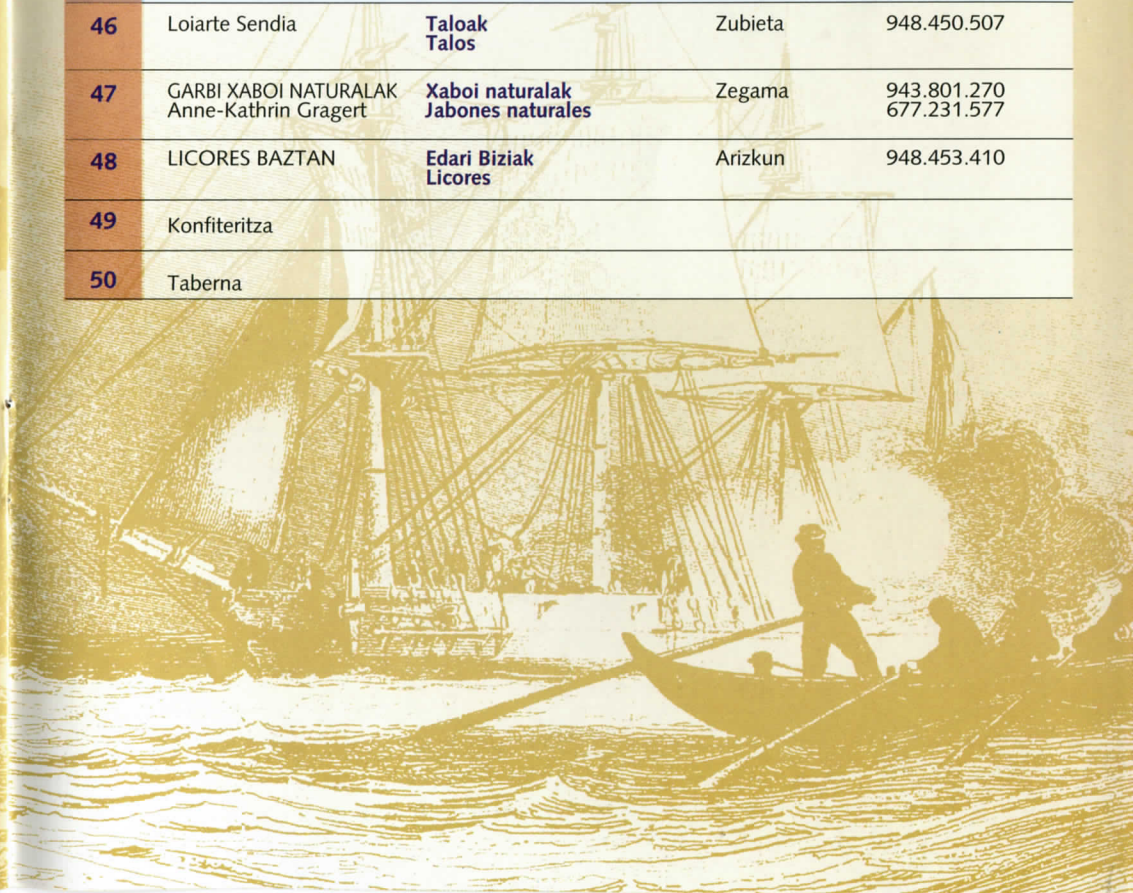 46 Loiarte Sendia Taloak Zubieta 948.450.507
Talos
47 GARBI XABOI NATURALAK Xaboi naturalak Zegama 943.801.270
Anne-Kathrin Gragert Jabones naturales 677.231.577
48 LICORES BAZTAN Edari Biziak Arizkun 948.453.410
Licores
49 Konfiteritza
50 Taberna